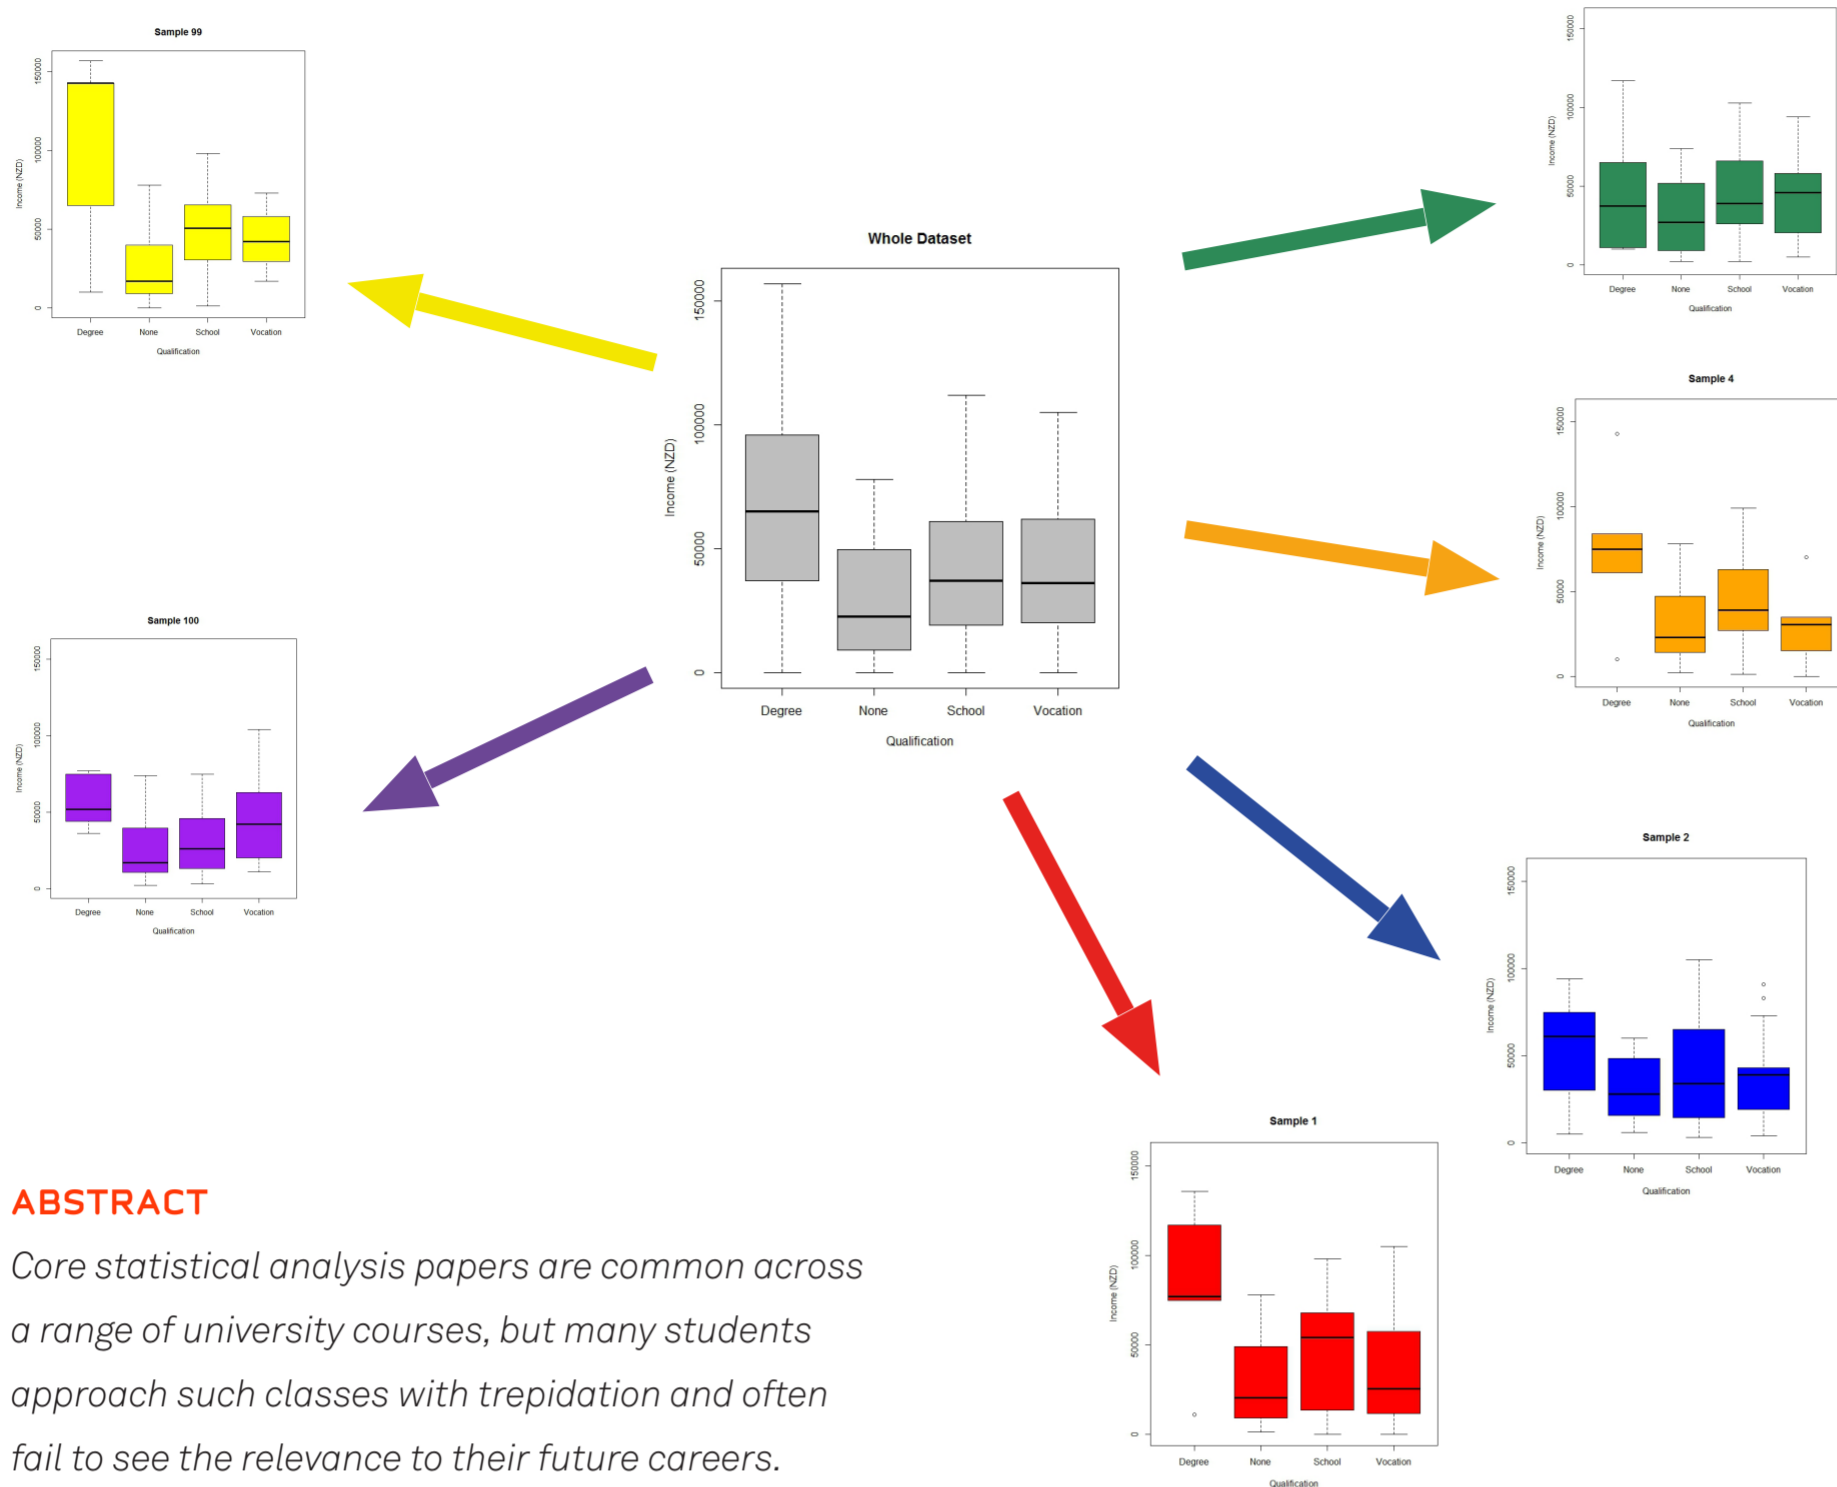 Sample 99
Income (NZD)
150000
100000
50000
0
Degree None School Vocation
Qualification
150000
100000
50000
0
Income (NZD)
Degree None School Vocation
Qualification
Whole Dataset
Income (NZD)
150000
100000
50000
0
Degree None School Vocation
Qualification
Sample 4
Income (NZD)
150000
100000
50000
0
Degree None School Vocation
Qualification
Sample 100
Income (NZD)
150000
100000
50000
0
Degree None School Vocation
Qualification
Sample 2
Income (NZD)
150000
100000
50000
0
Degree None School Vocation
Qualification
Sample 1
Income (NZD)
150000
100000
50000
0
Degree None School Vocation
Qualification
ABSTRACT
Core statistical analysis papers are common across
a range of university courses, but many students
approach such classes with trepidation and often
fail to see the relevance to their future careers.